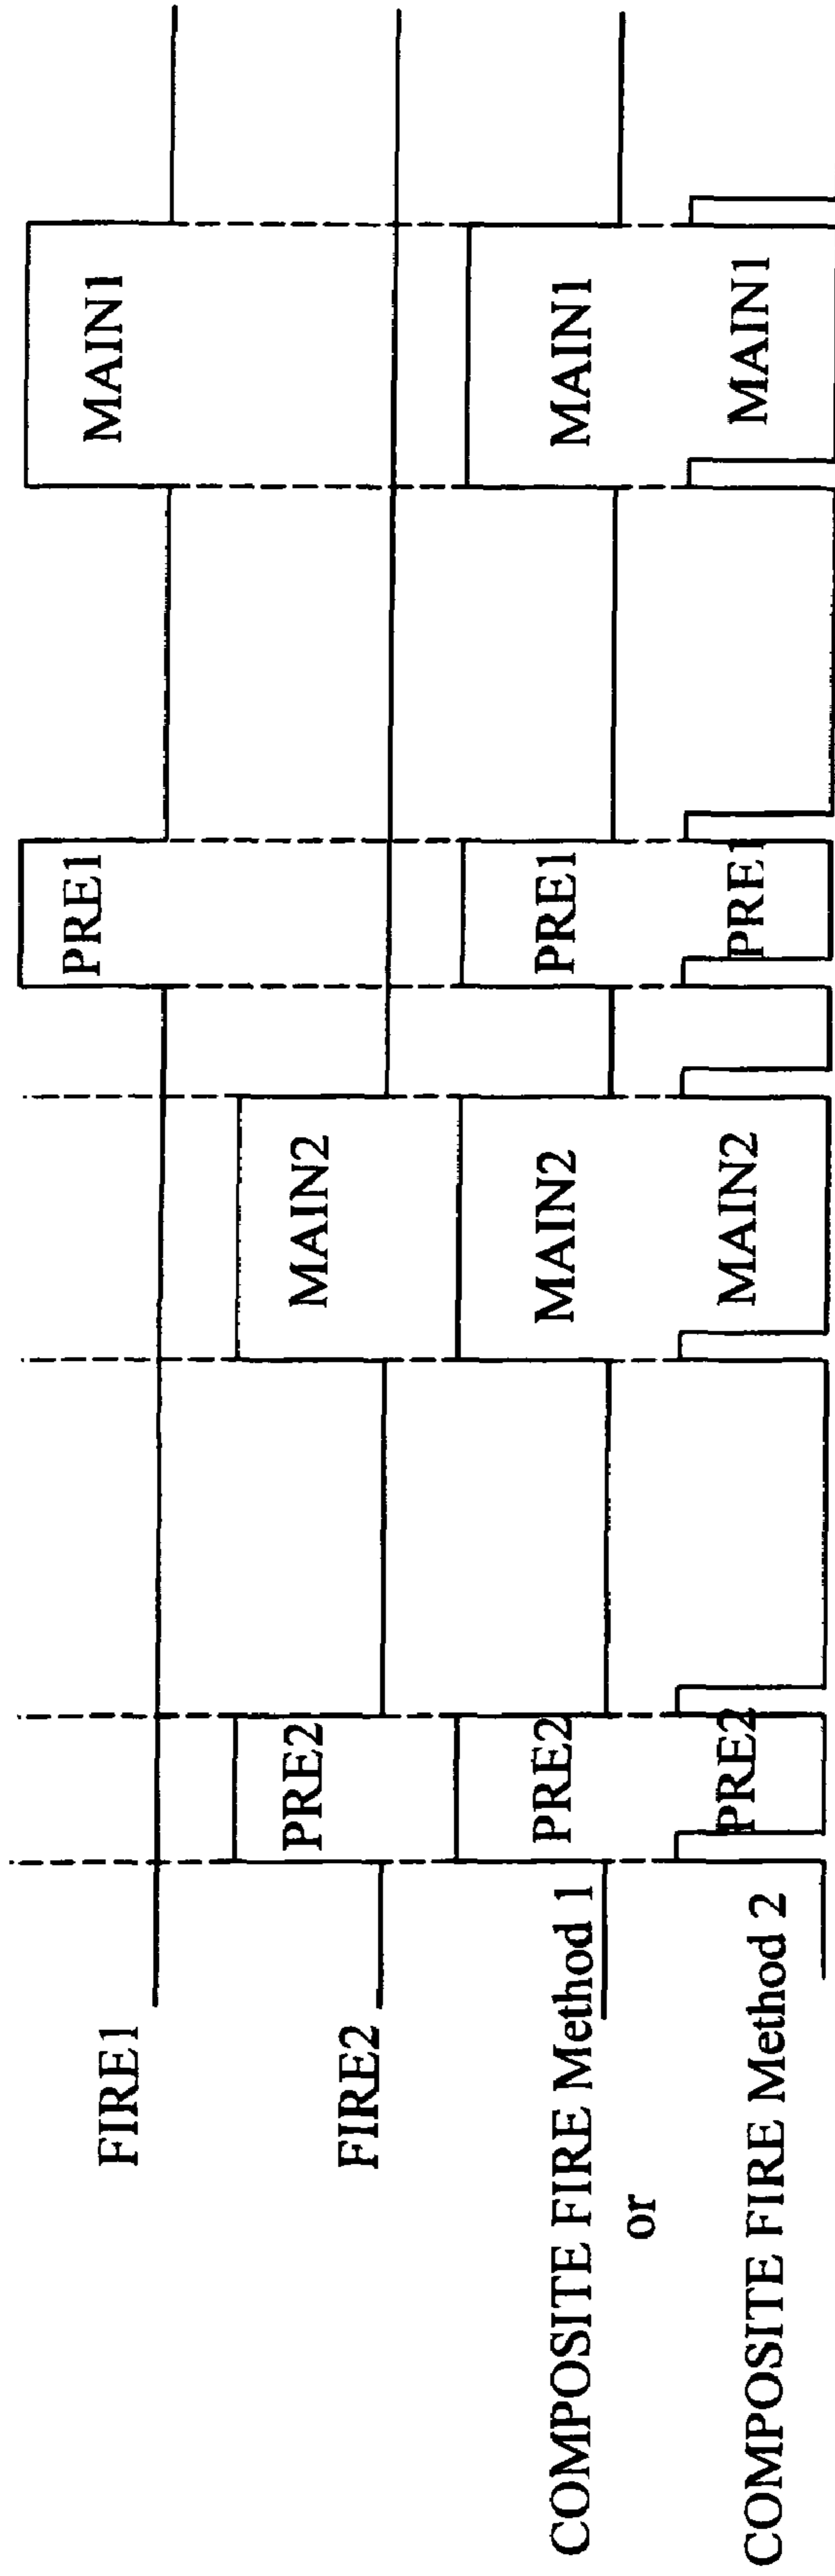 FIRE1
PRE1
MAIN1
FIRE2
PRE2
MAIN2
COMPOSITE FIRE Method 1
PRE2
MAIN2
PRE1
MAIN1
or
COMPOSITE FIRE Method 2
PRE2
MAIN2
PRE1
MAIN1